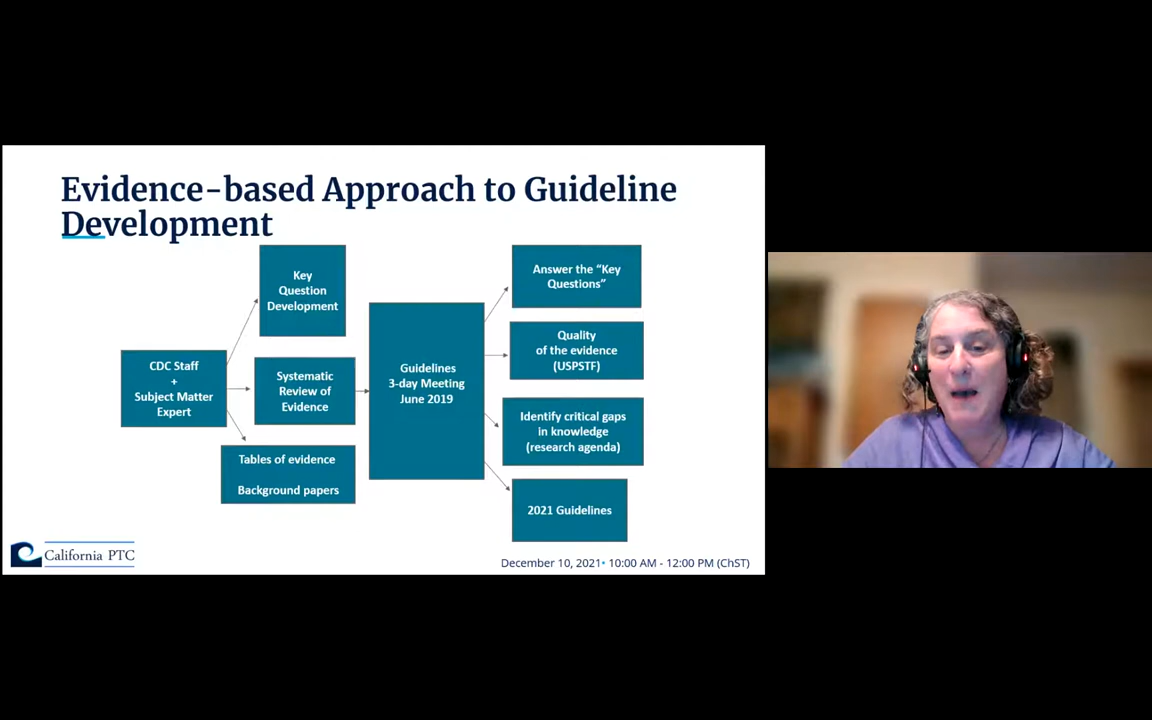 Evidence-based Approach to Guideline
Development
Key
Question
Development
CDC Staff
+
Subject Matter
Expert
Systematic
Review of
Evidence
Tables of evidence
Background papers
Guidelines
3-day Meeting
June 2019
Answer the “Key
Questions”
Quality
of the evidence
(USPSTF)
Identify critical gaps
in knowledge
(research agenda)
2021 Guidelines
California PTC
December 10, 2021• 10:00 AM - 12:00 PM (ChST)